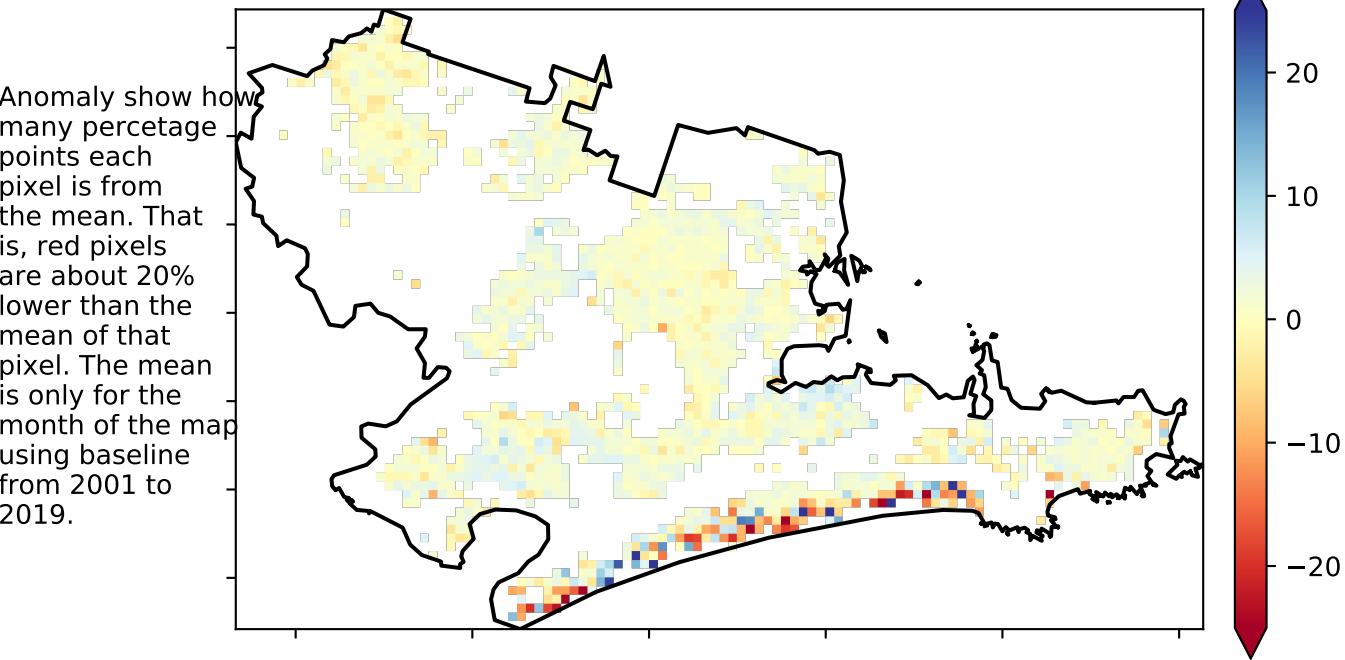 Anomaly show how
many percetage
points each
pixel is from
the mean. That
is, red pixels
are about 20%
lower than the
mean of that
pixel. The mean
is only for the
month of the map
using baseline
from 2001 to
2019.
20
10
0
−10
−20